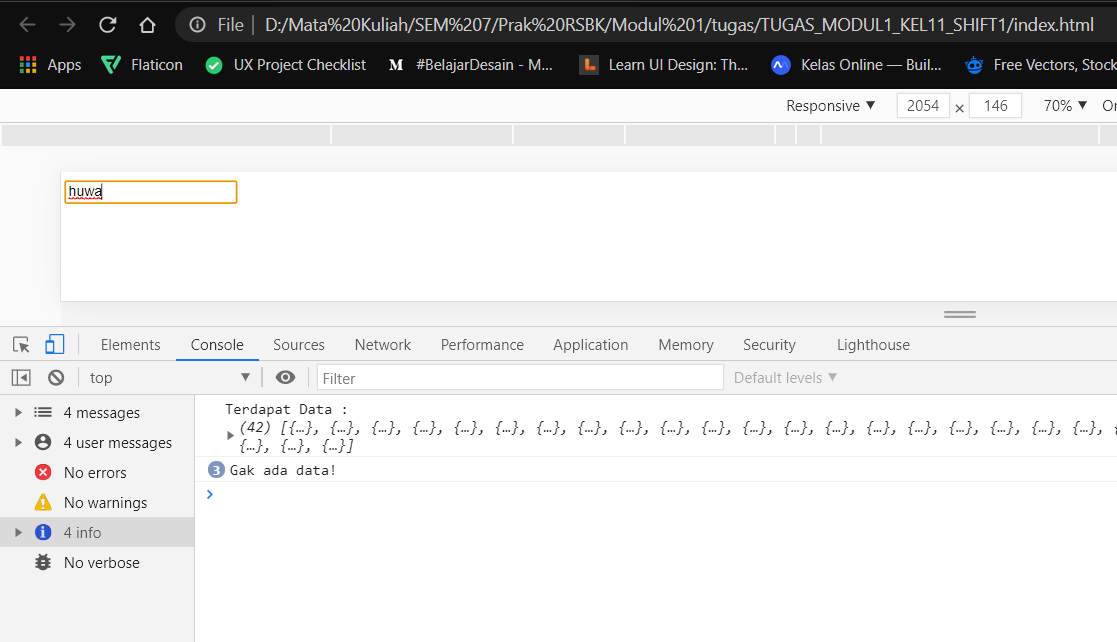 File | D:/Mata%20Kuliah/SEM%207/Prak%20RSBK/Modul%201/tugas/TUGAS_MODUL1_KEL11_SHIFT1/index.html
Apps Flaticon UX Project Checklist M #BelajarDesain - M... Learn UI Design: Th... Kelas Online — Buil... Free Vectors, Stock
Responsive ▼ 2054 × 146 70% ▼ On
huwa
Elements Console Sources Network Performance Application Memory Security Lighthouse
top ▼ Filter Default levels ▼
4 messages
4 user messages
No errors
No warnings
4 info
No verbose
Terdapat Data :
(42) [{…}, {…}, {…}, {…}, {…}, {…}, {…}, {…}, {…}, {…}, {…}, {…}, {…}, {…}, {…}, {…}, {…}, {…}, {…}, {…}, {
{…}, {…}, {…}]
3 Gak ada data!